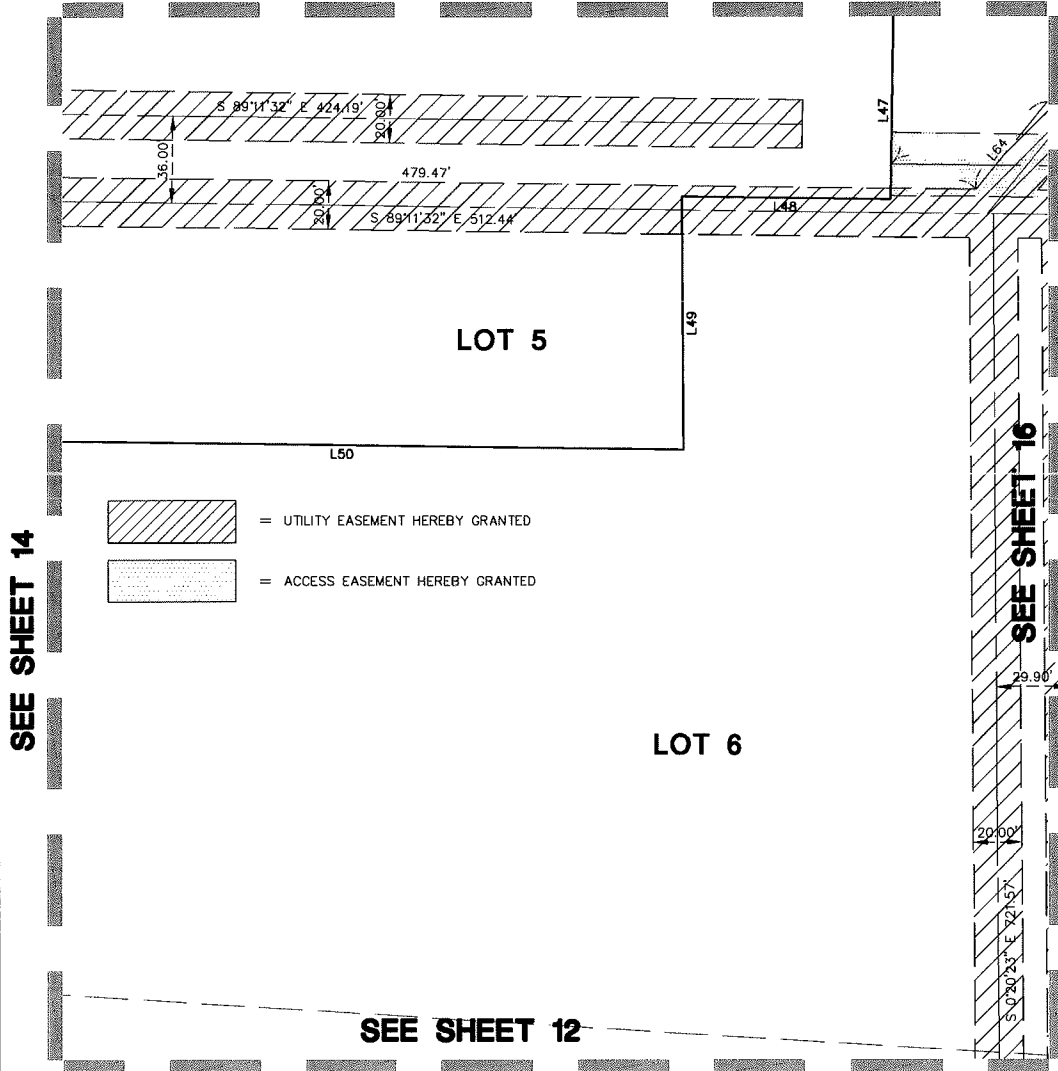 L47
S 89°11'32" E 424.19'
20.00'
36.00'
L64
479.47'
20.00'
S 89°11'32" E 512.44'
L48
L49
LOT 5
L50
= UTILITY EASEMENT HEREBY GRANTED
= ACCESS EASEMENT HEREBY GRANTED
SEE SHEET 14
SEE SHEET 16
29.90'
LOT 6
20.00'
S 0°20'23" E 721.57'
SEE SHEET 12